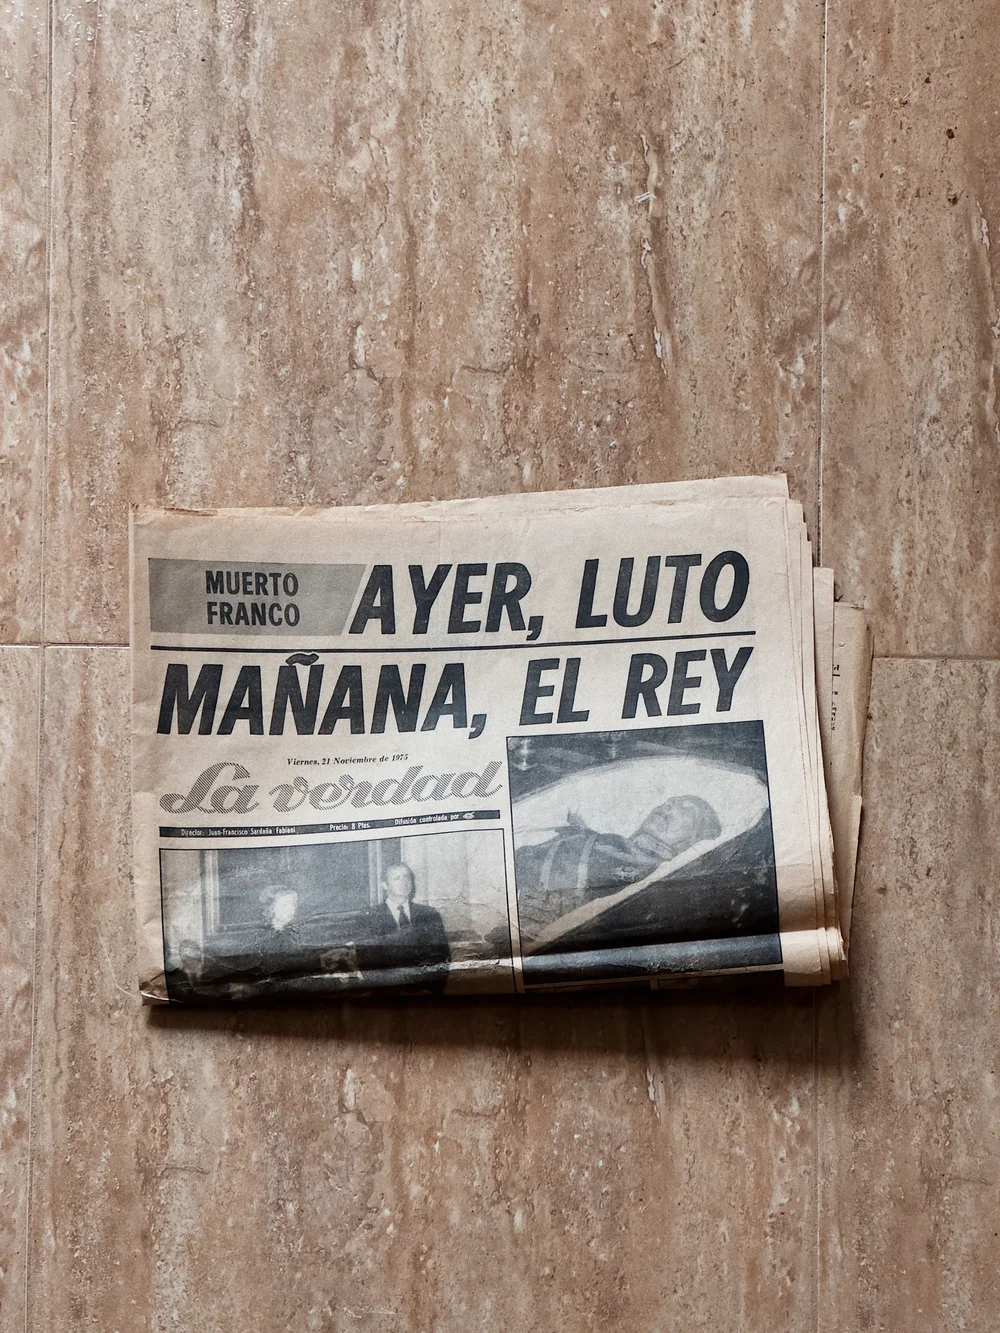 MUERTO
FRANCO
AYER, LUTO
MAÑANA, EL REY
Viernes, 21 Noviembre de 1975
La verdad
Director: Juan-Francisco Sardaña Fabiani Precio: 8 Ptas. Difusión controlada por